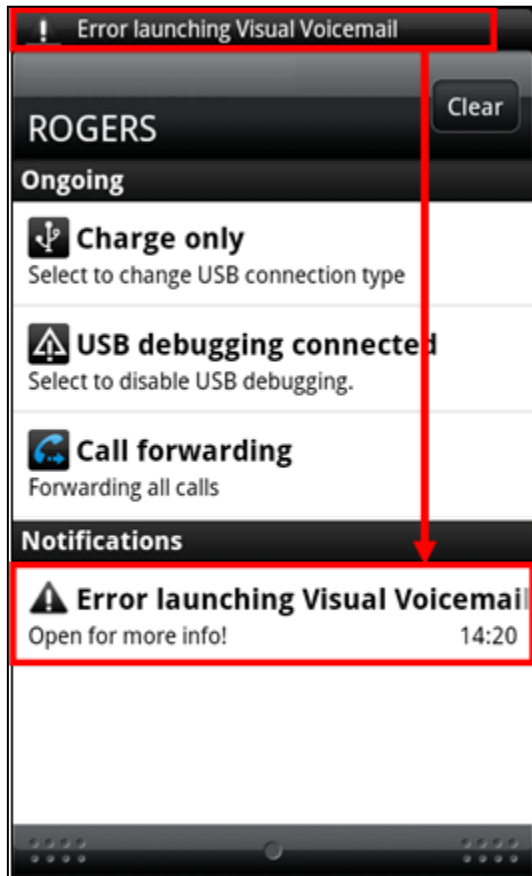 Error launching Visual Voicemail
Clear
ROGERS
Ongoing
Charge only
Select to change USB connection type
USB debugging connected
Select to disable USB debugging.
Call forwarding
Forwarding all calls
Notifications
Error launching Visual Voicemail
Open for more info! 14:20